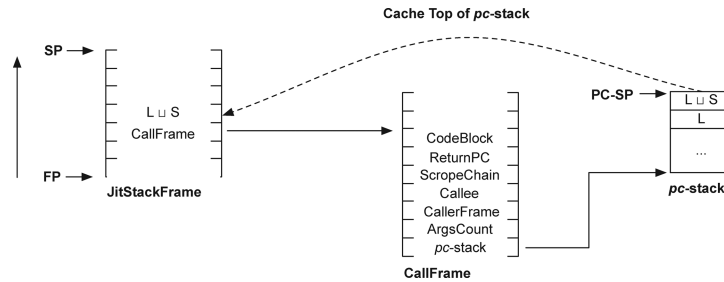 Cache Top of pc-stack
SP
PC-SP
L ⊔ S
L
...
L ⊔ S
CallFrame
FP
JitStackFrame
CodeBlock
ReturnPC
ScropeChain
Callee
CallerFrame
ArgsCount
pc-stack
CallFrame
pc-stack